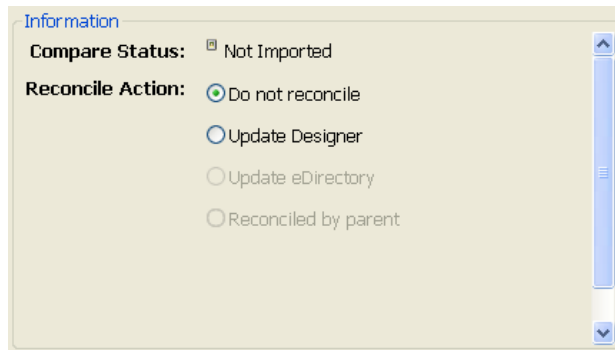 Information
Compare Status: Not Imported
Reconcile Action: Do not reconcile
Update Designer
Update eDirectory
Reconciled by parent